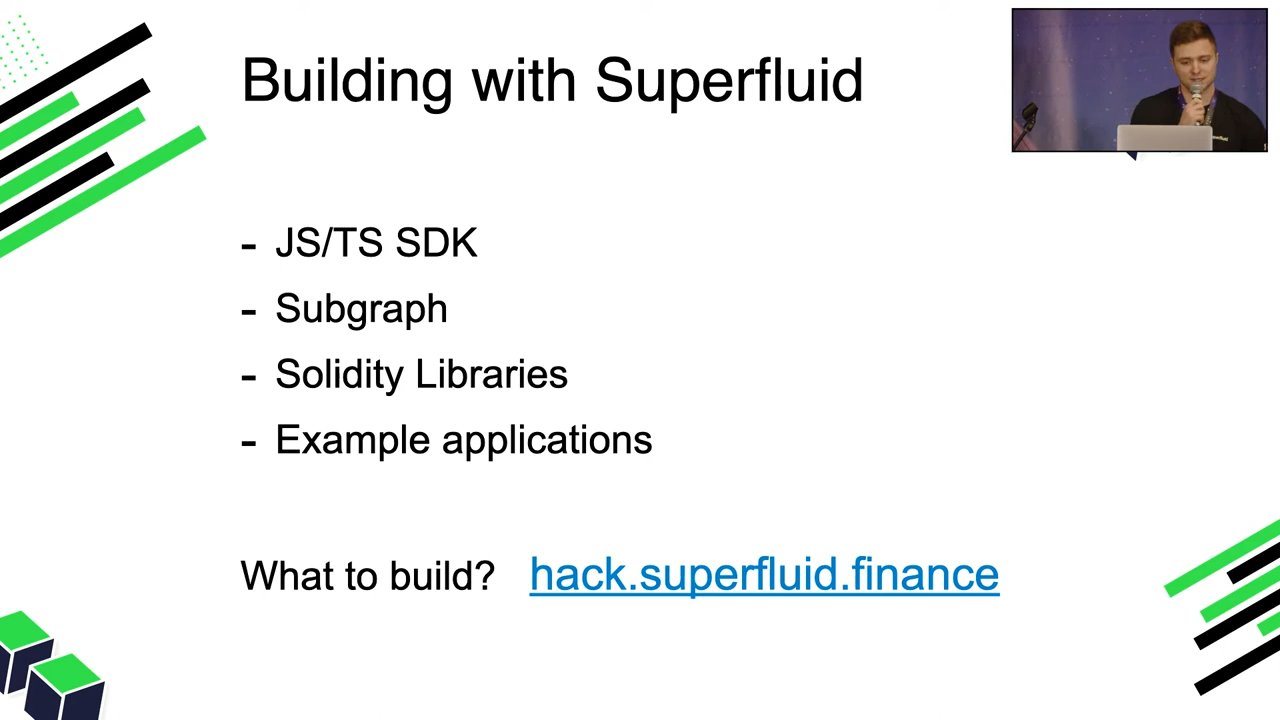 Building with Superfluid
- JS/TS SDK
- Subgraph
- Solidity Libraries
- Example applications
What to build? hack.superfluid.finance